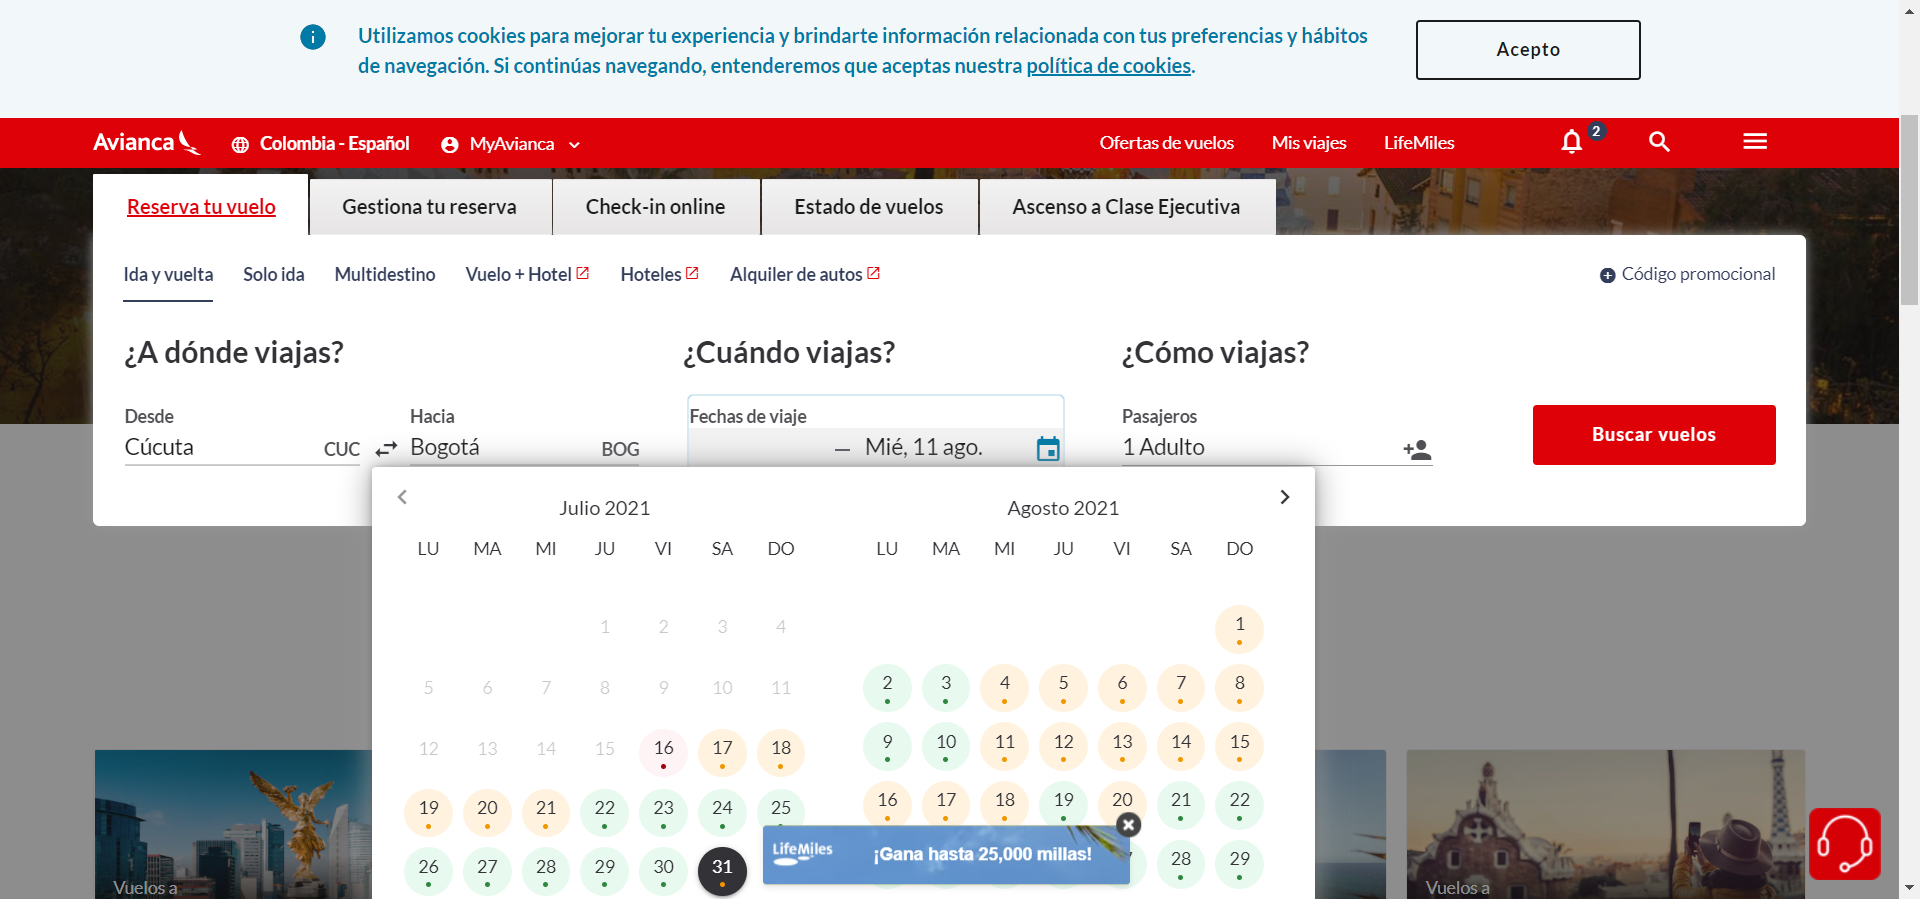 Utilizamos cookies para mejorar tu experiencia y brindarte información relacionada con tus preferencias y hábitos
de navegación. Si continúas navegando, entenderemos que aceptas nuestra política de cookies.
Acepto
Avianca
Colombia - Español
MyAvianca
Ofertas de vuelos
Mis viajes
LifeMiles
2
Reserva tu vuelo
Gestiona tu reserva
Check-in online
Estado de vuelos
Ascenso a Clase Ejecutiva
Ida y vuelta
Solo ida
Multidestino
Vuelo + Hotel
Hoteles
Alquiler de autos
Código promocional
¿A dónde viajas?
¿Cuándo viajas?
¿Cómo viajas?
Desde
Cúcuta CUC
Hacia
Bogotá BOG
Fechas de viaje
— Mié, 11 ago.
Pasajeros
1 Adulto
Buscar vuelos
Julio 2021
LU MA MI JU VI SA DO
1 2 3 4
5 6 7 8 9 10 11
12 13 14 15 16 17 18
19 20 21 22 23 24 25
26 27 28 29 30 31
Agosto 2021
LU MA MI JU VI SA DO
1
2 3 4 5 6 7 8
9 10 11 12 13 14 15
16 17 18 19 20 21 22
28 29
LifeMiles
¡Gana hasta 25,000 millas!
Vuelos a
Vuelos a